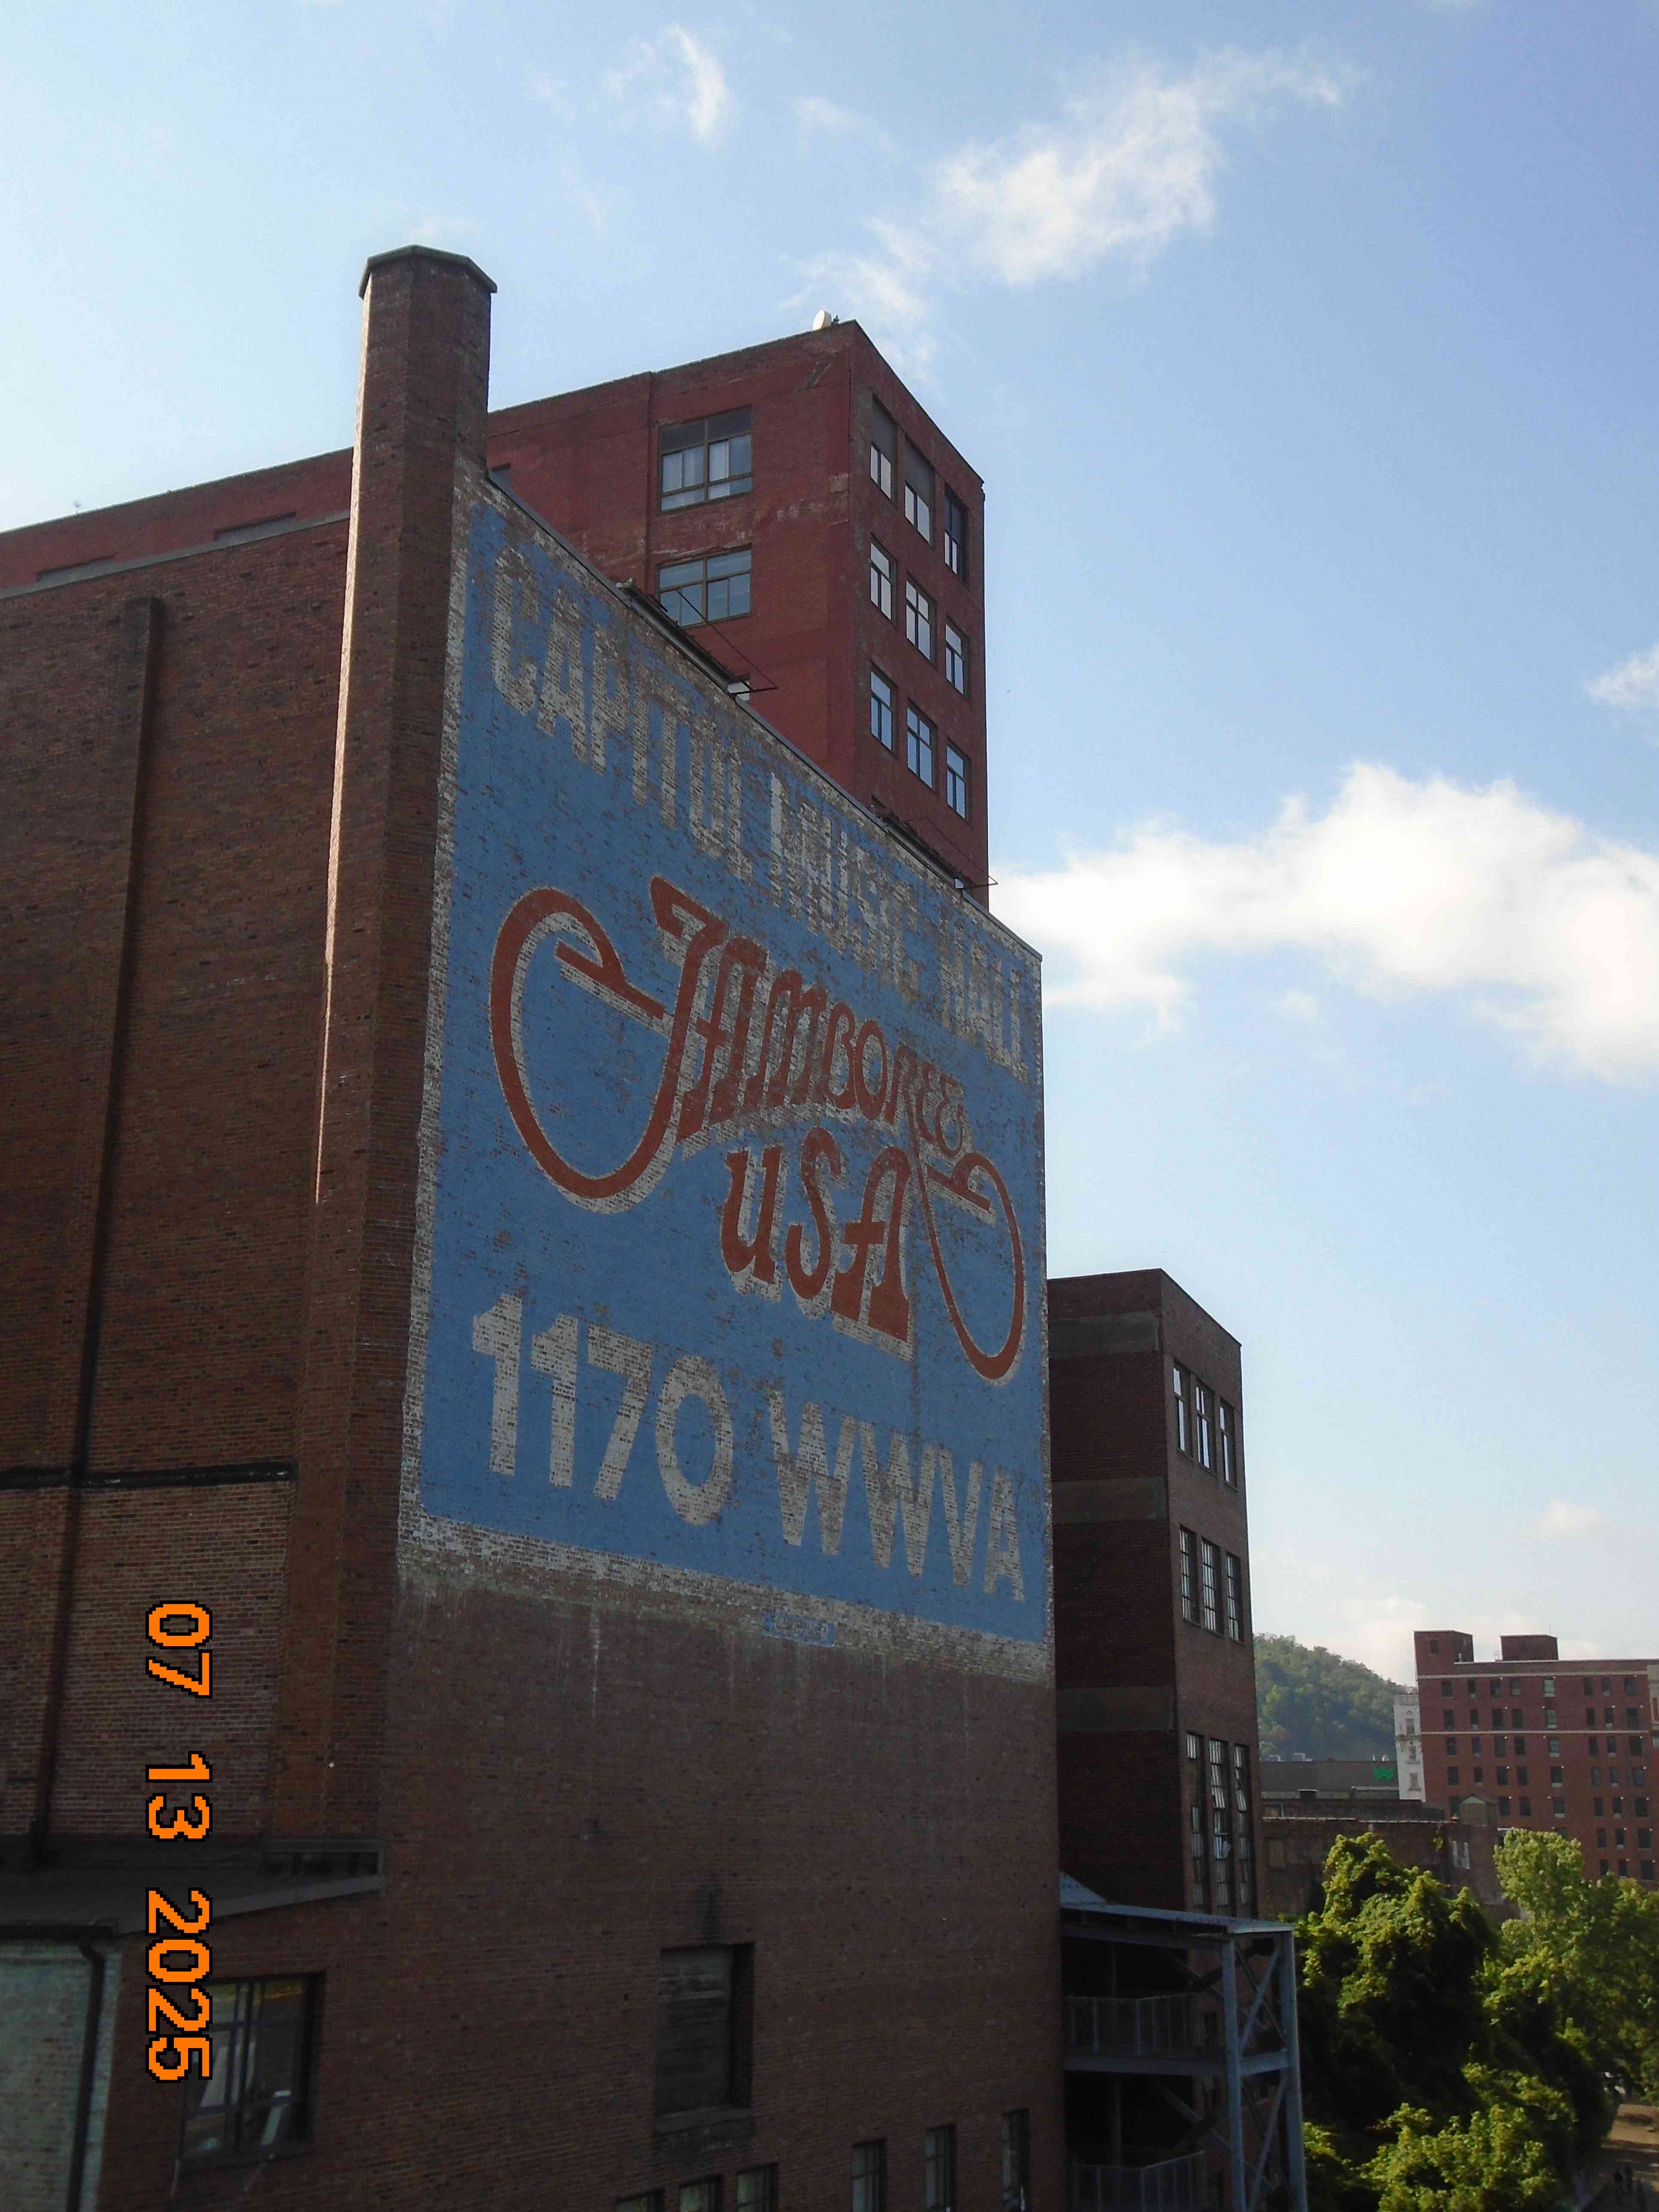 CAPITOL MUSIC HALL
JAMBOREE
USA
1170 WWVA
07 13 2025